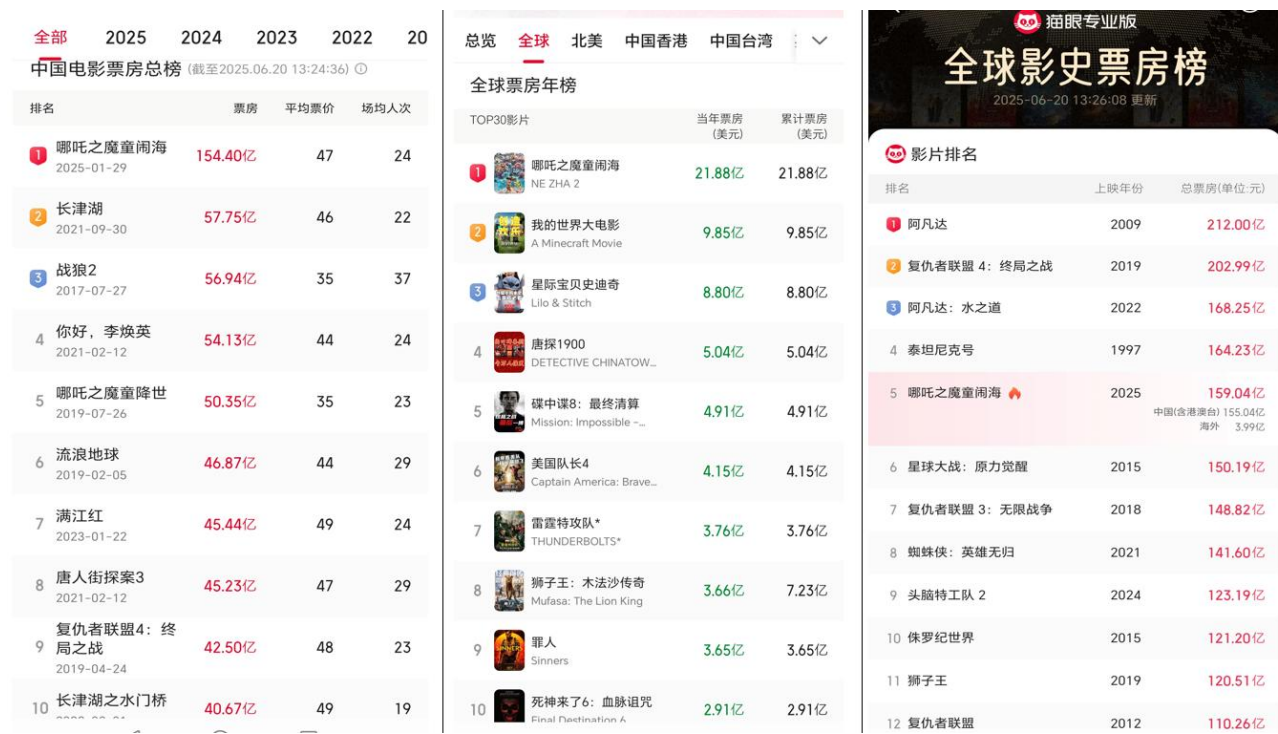 全部 2025 2024 2023 2022 20
中国电影票房总榜 (截至2025.06.20 13:24:36)
排名 票房 平均票价 场均人次
1 哪吒之魔童闹海 154.40亿 47 24
2025-01-29
2 长津湖 57.75亿 46 22
2021-09-30
3 战狼2 56.94亿 35 37
2017-07-27
4 你好，李焕英 54.13亿 44 24
2021-02-12
5 哪吒之魔童降世 50.35亿 35 23
2019-07-26
6 流浪地球 46.87亿 44 29
2019-02-05
7 满江红 45.44亿 49 24
2023-01-22
8 唐人街探案3 45.23亿 47 29
2021-02-12
9 复仇者联盟4：终
局之战 42.50亿 48 23
2019-04-24
10 长津湖之水门桥 40.67亿 49 19
总览 全球 北美 中国香港 中国台湾
全球票房年榜
TOP30影片 当年票房 累计票房
(美元) (美元)
1 哪吒之魔童闹海 21.88亿 21.88亿
NE ZHA 2
2 我的世界大电影 9.85亿 9.85亿
A Minecraft Movie
3 星际宝贝史迪奇 8.80亿 8.80亿
Lilo & Stitch
4 唐探1900 5.04亿 5.04亿
DETECTIVE CHINATOW...
5 碟中谍8：最终清算 4.91亿 4.91亿
Mission: Impossible –...
6 美国队长4 4.15亿 4.15亿
Captain America: Brave...
7 雷霆特攻队* 3.76亿 3.76亿
THUNDERBOLTS*
8 狮子王：木法沙传奇 3.66亿 7.23亿
Mufasa: The Lion King
9 罪人 3.65亿 3.65亿
Sinners
10 死神来了6：血脉诅咒 2.91亿 2.91亿
Final Destination 6
猫眼专业版
全球影史票房榜
2025-06-20 13:26:08 更新
影片排名
排名 上映年份 总票房(单位:元)
1 阿凡达 2009 212.00亿
2 复仇者联盟 4：终局之战 2019 202.99亿
3 阿凡达：水之道 2022 168.25亿
4 泰坦尼克号 1997 164.23亿
5 哪吒之魔童闹海 2025 159.04亿
中国(含港澳台) 155.04亿
海外 3.99亿
6 星球大战：原力觉醒 2015 150.19亿
7 复仇者联盟 3：无限战争 2018 148.82亿
8 蜘蛛侠：英雄无归 2021 141.60亿
9 头脑特工队 2 2024 123.19亿
10 侏罗纪世界 2015 121.20亿
11 狮子王 2019 120.51亿
12 复仇者联盟 2012 110.26亿